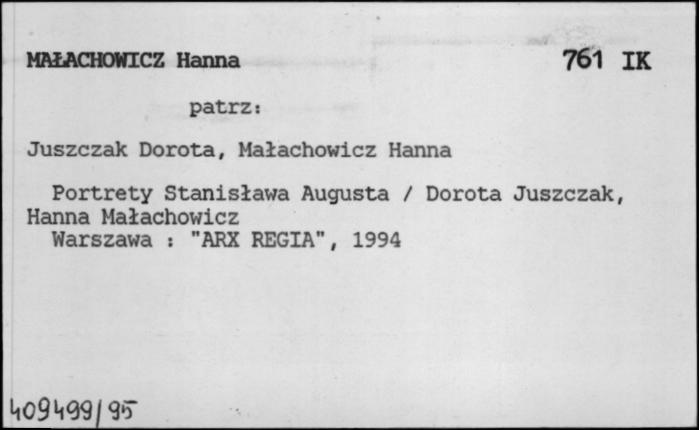 MAŁACHOWICZ Hanna 761 IK
patrz:
Juszczak Dorota, Małachowicz Hanna
Portrety Stanisława Augusta / Dorota Juszczak,
Hanna Małachowicz
Warszawa : "ARX REGIA", 1994
409499/95